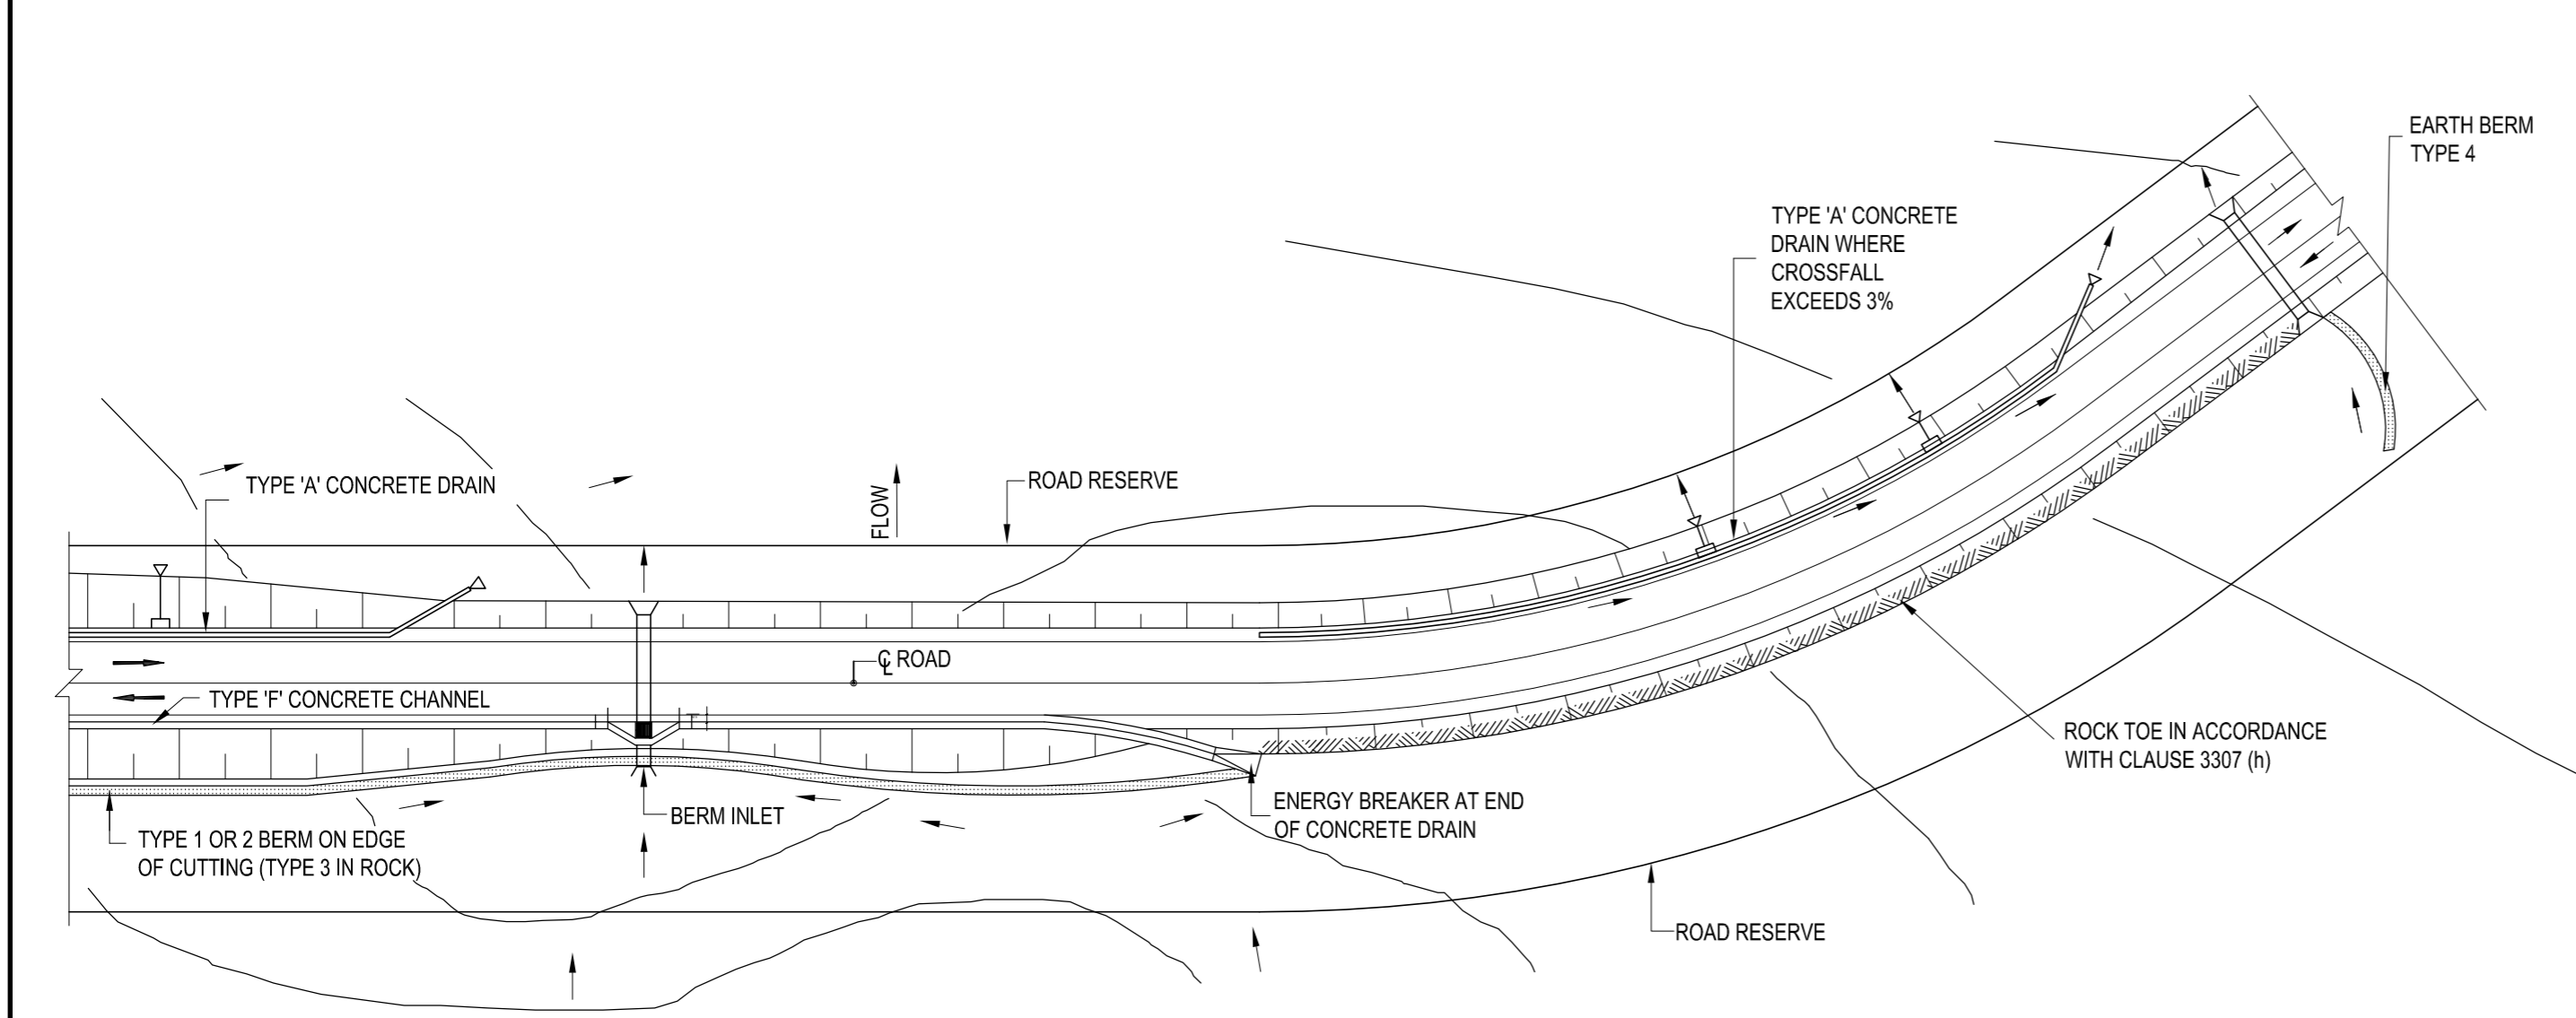 EARTH BERM
TYPE 4
TYPE 'A' CONCRETE
DRAIN WHERE
CROSSFALL
EXCEEDS 3%
TYPE 'A' CONCRETE DRAIN
FLOW
ROAD RESERVE
℄ ROAD
TYPE 'F' CONCRETE CHANNEL
ROCK TOE IN ACCORDANCE
WITH CLAUSE 3307 (h)
BERM INLET
ENERGY BREAKER AT END
OF CONCRETE DRAIN
TYPE 1 OR 2 BERM ON EDGE
OF CUTTING (TYPE 3 IN ROCK)
ROAD RESERVE